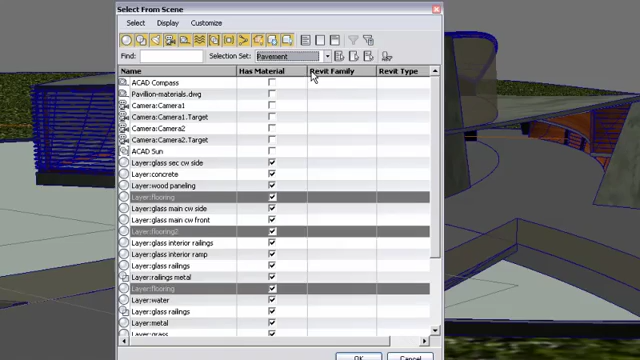 Select From Scene
Select Display Customize
Find: Selection Set: Pavement
Name Has Material Revit Family Revit Type
ACAD Compass
Pavillion-materials.dwg
Camera:Camera1
Camera:Camera1.Target
Camera:Camera2
Camera:Camera2.Target
ACAD Sun
Layer:glass sec cw side
Layer:concrete
Layer:wood paneling
Layer:flooring
Layer:glass main cw side
Layer:glass main cw front
Layer:flooring2
Layer:glass interior railings
Layer:glass interior ramp
Layer:glass railings
Layer:railings metal
Layer:flooring
Layer:water
Layer:glass railings
Layer:metal
Layer:grass
OK Cancel